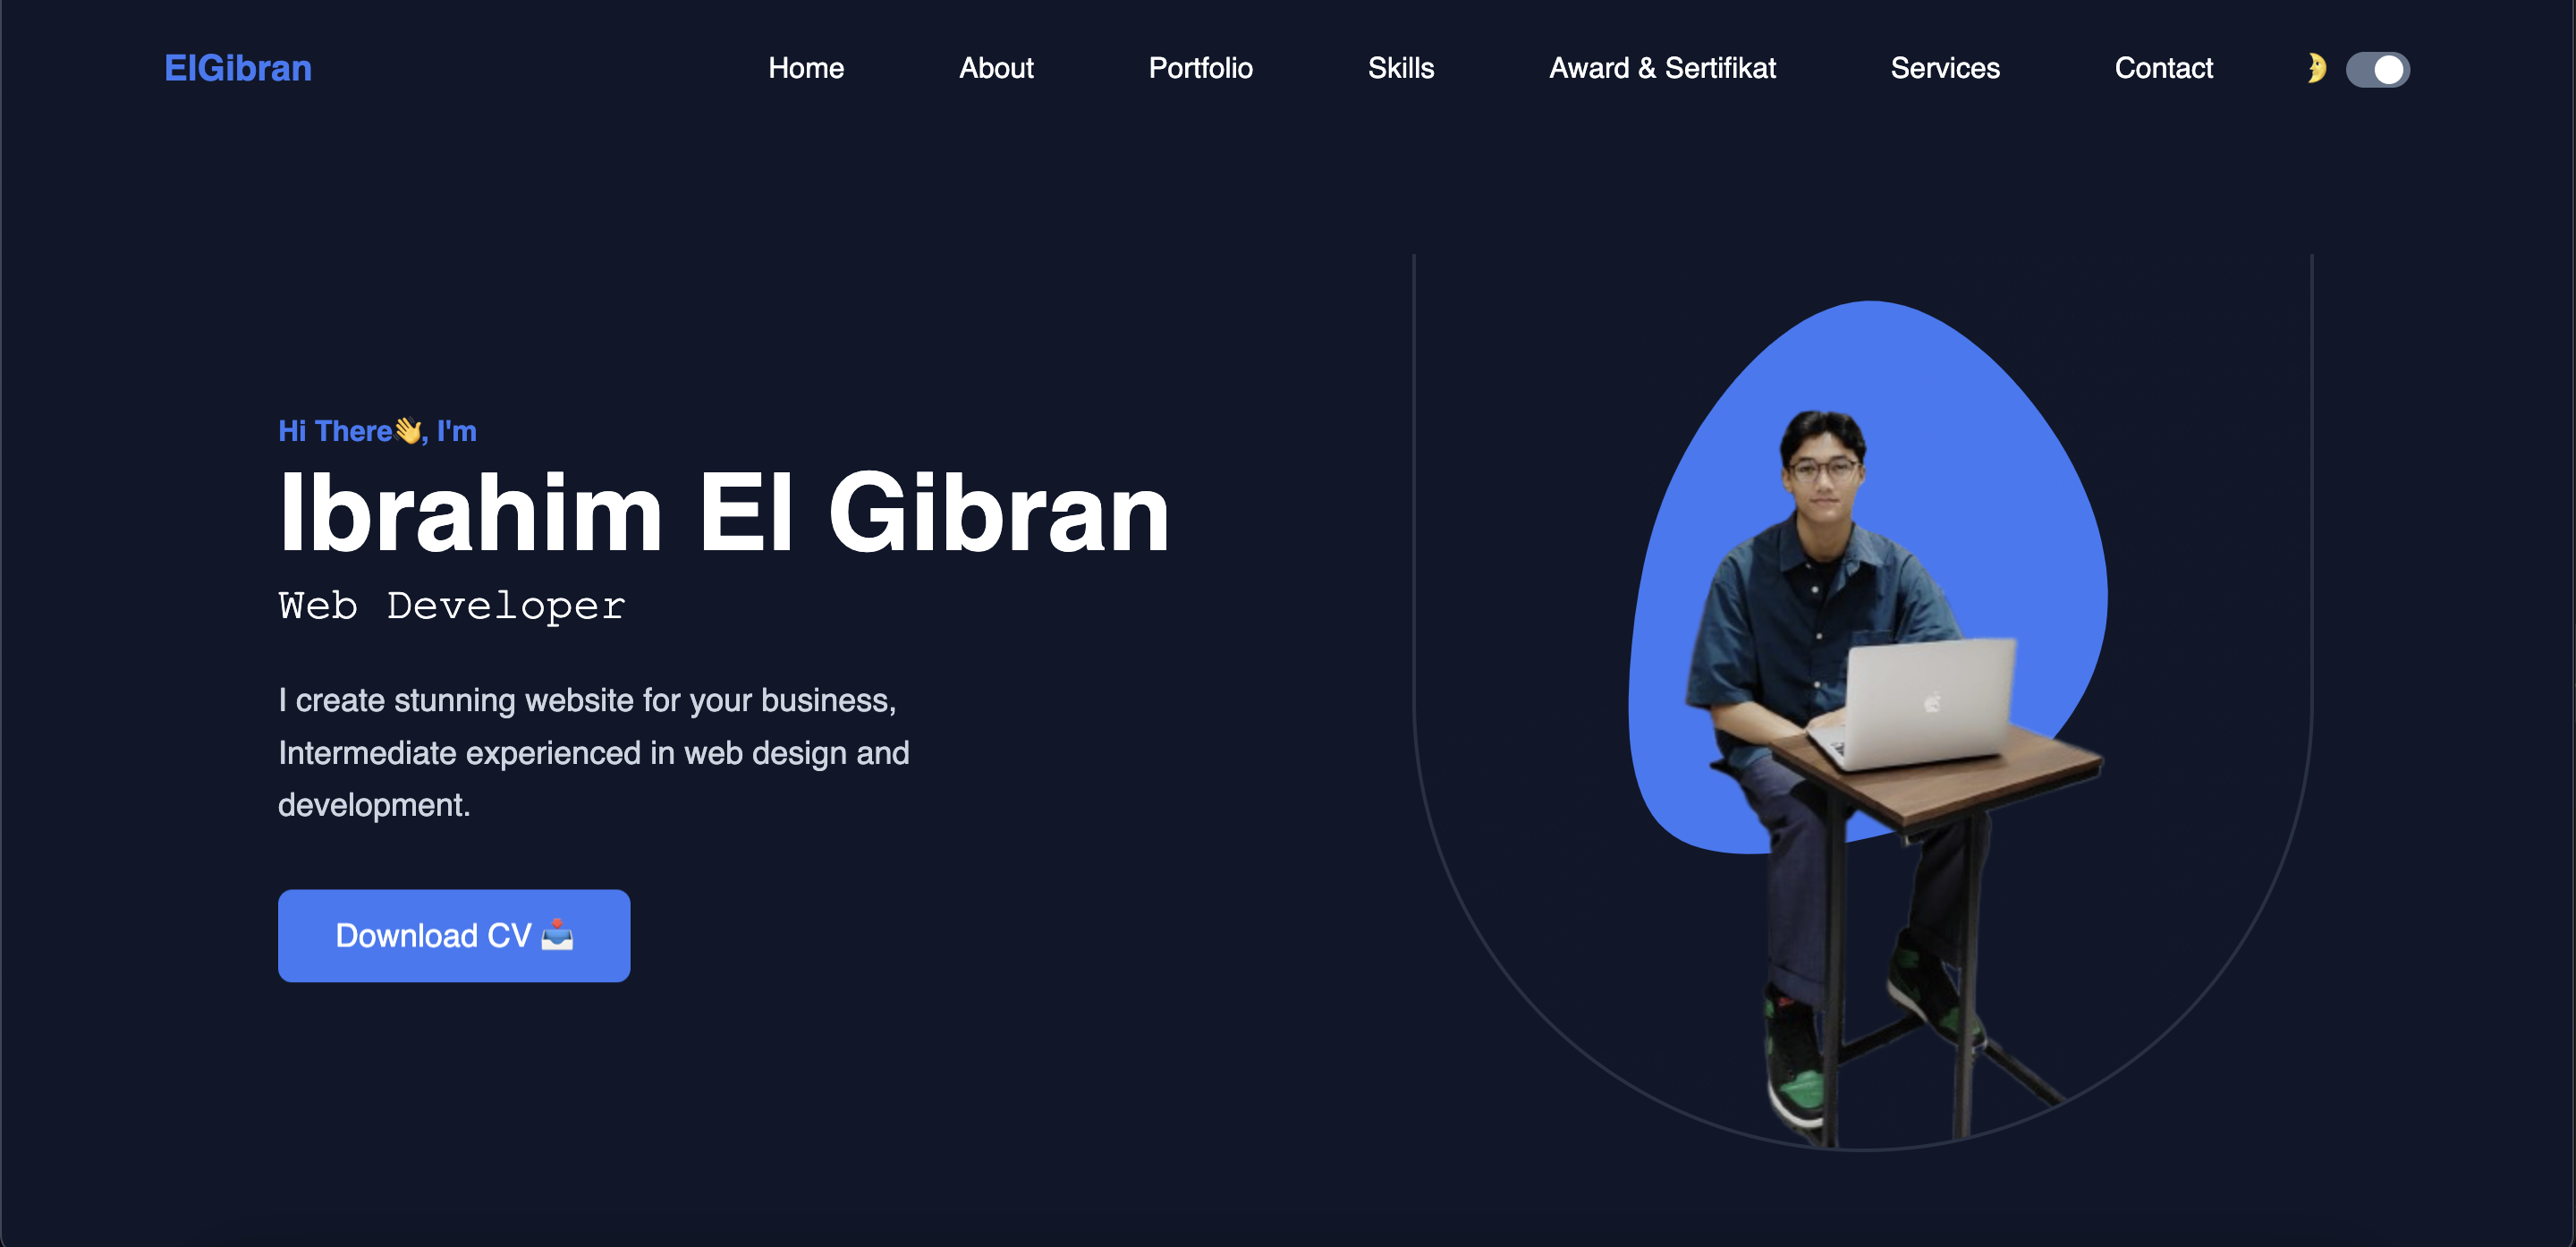 ElGibran
Home About Portfolio Skills Award & Sertifikat Services Contact 🌛
Hi There👋, I'm
Ibrahim El Gibran
Web Developer
I create stunning website for your business,
Intermediate experienced in web design and
development.
Download CV 📥